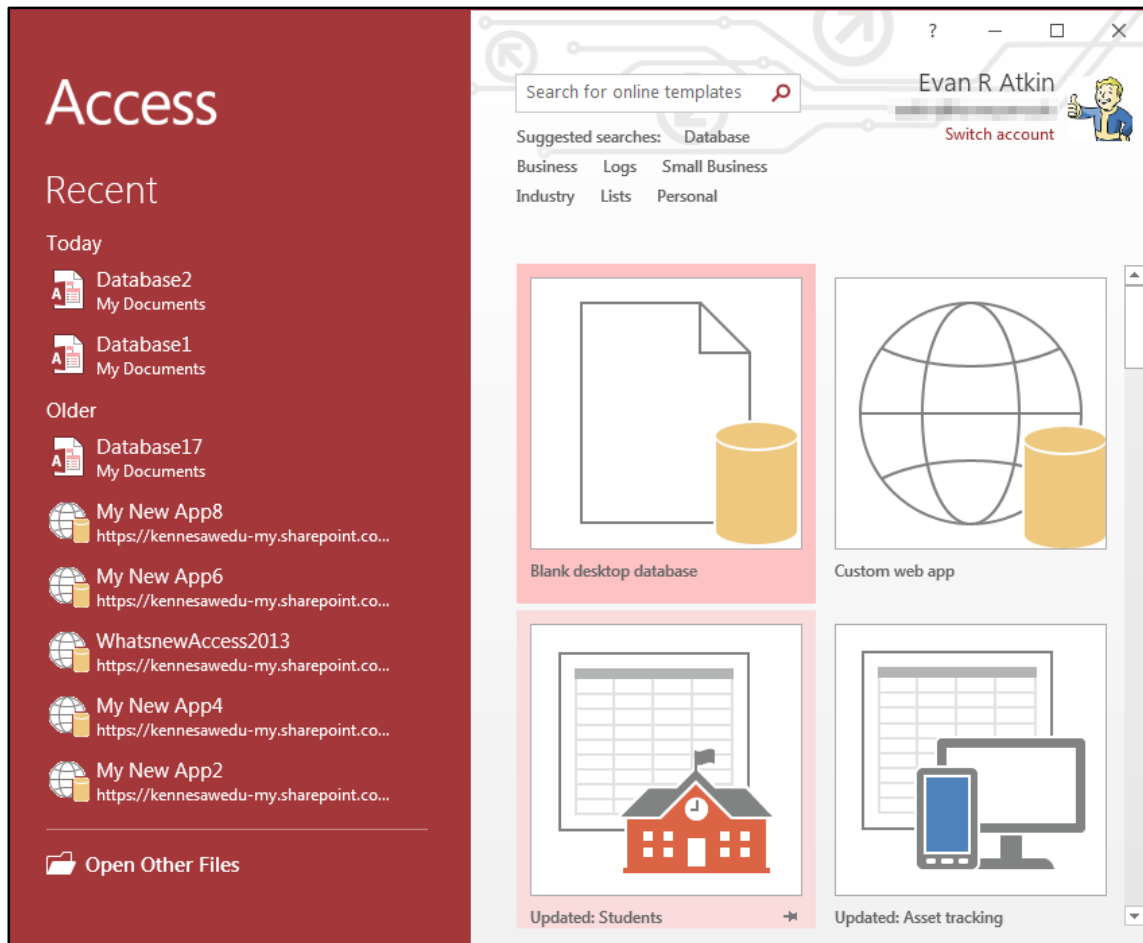 Access
Recent
Today
Database2
My Documents
Database1
My Documents
Older
Database17
My Documents
My New App8
https://kennesawedu-my.sharepoint.co...
My New App6
https://kennesawedu-my.sharepoint.co...
WhatsnewAccess2013
https://kennesawedu-my.sharepoint.co...
My New App4
https://kennesawedu-my.sharepoint.co...
My New App2
https://kennesawedu-my.sharepoint.co...
Open Other Files
?
Search for online templates
Evan R Atkin
Switch account
Suggested searches: Database
Business Logs Small Business
Industry Lists Personal
Blank desktop database
Custom web app
Updated: Students
Updated: Asset tracking